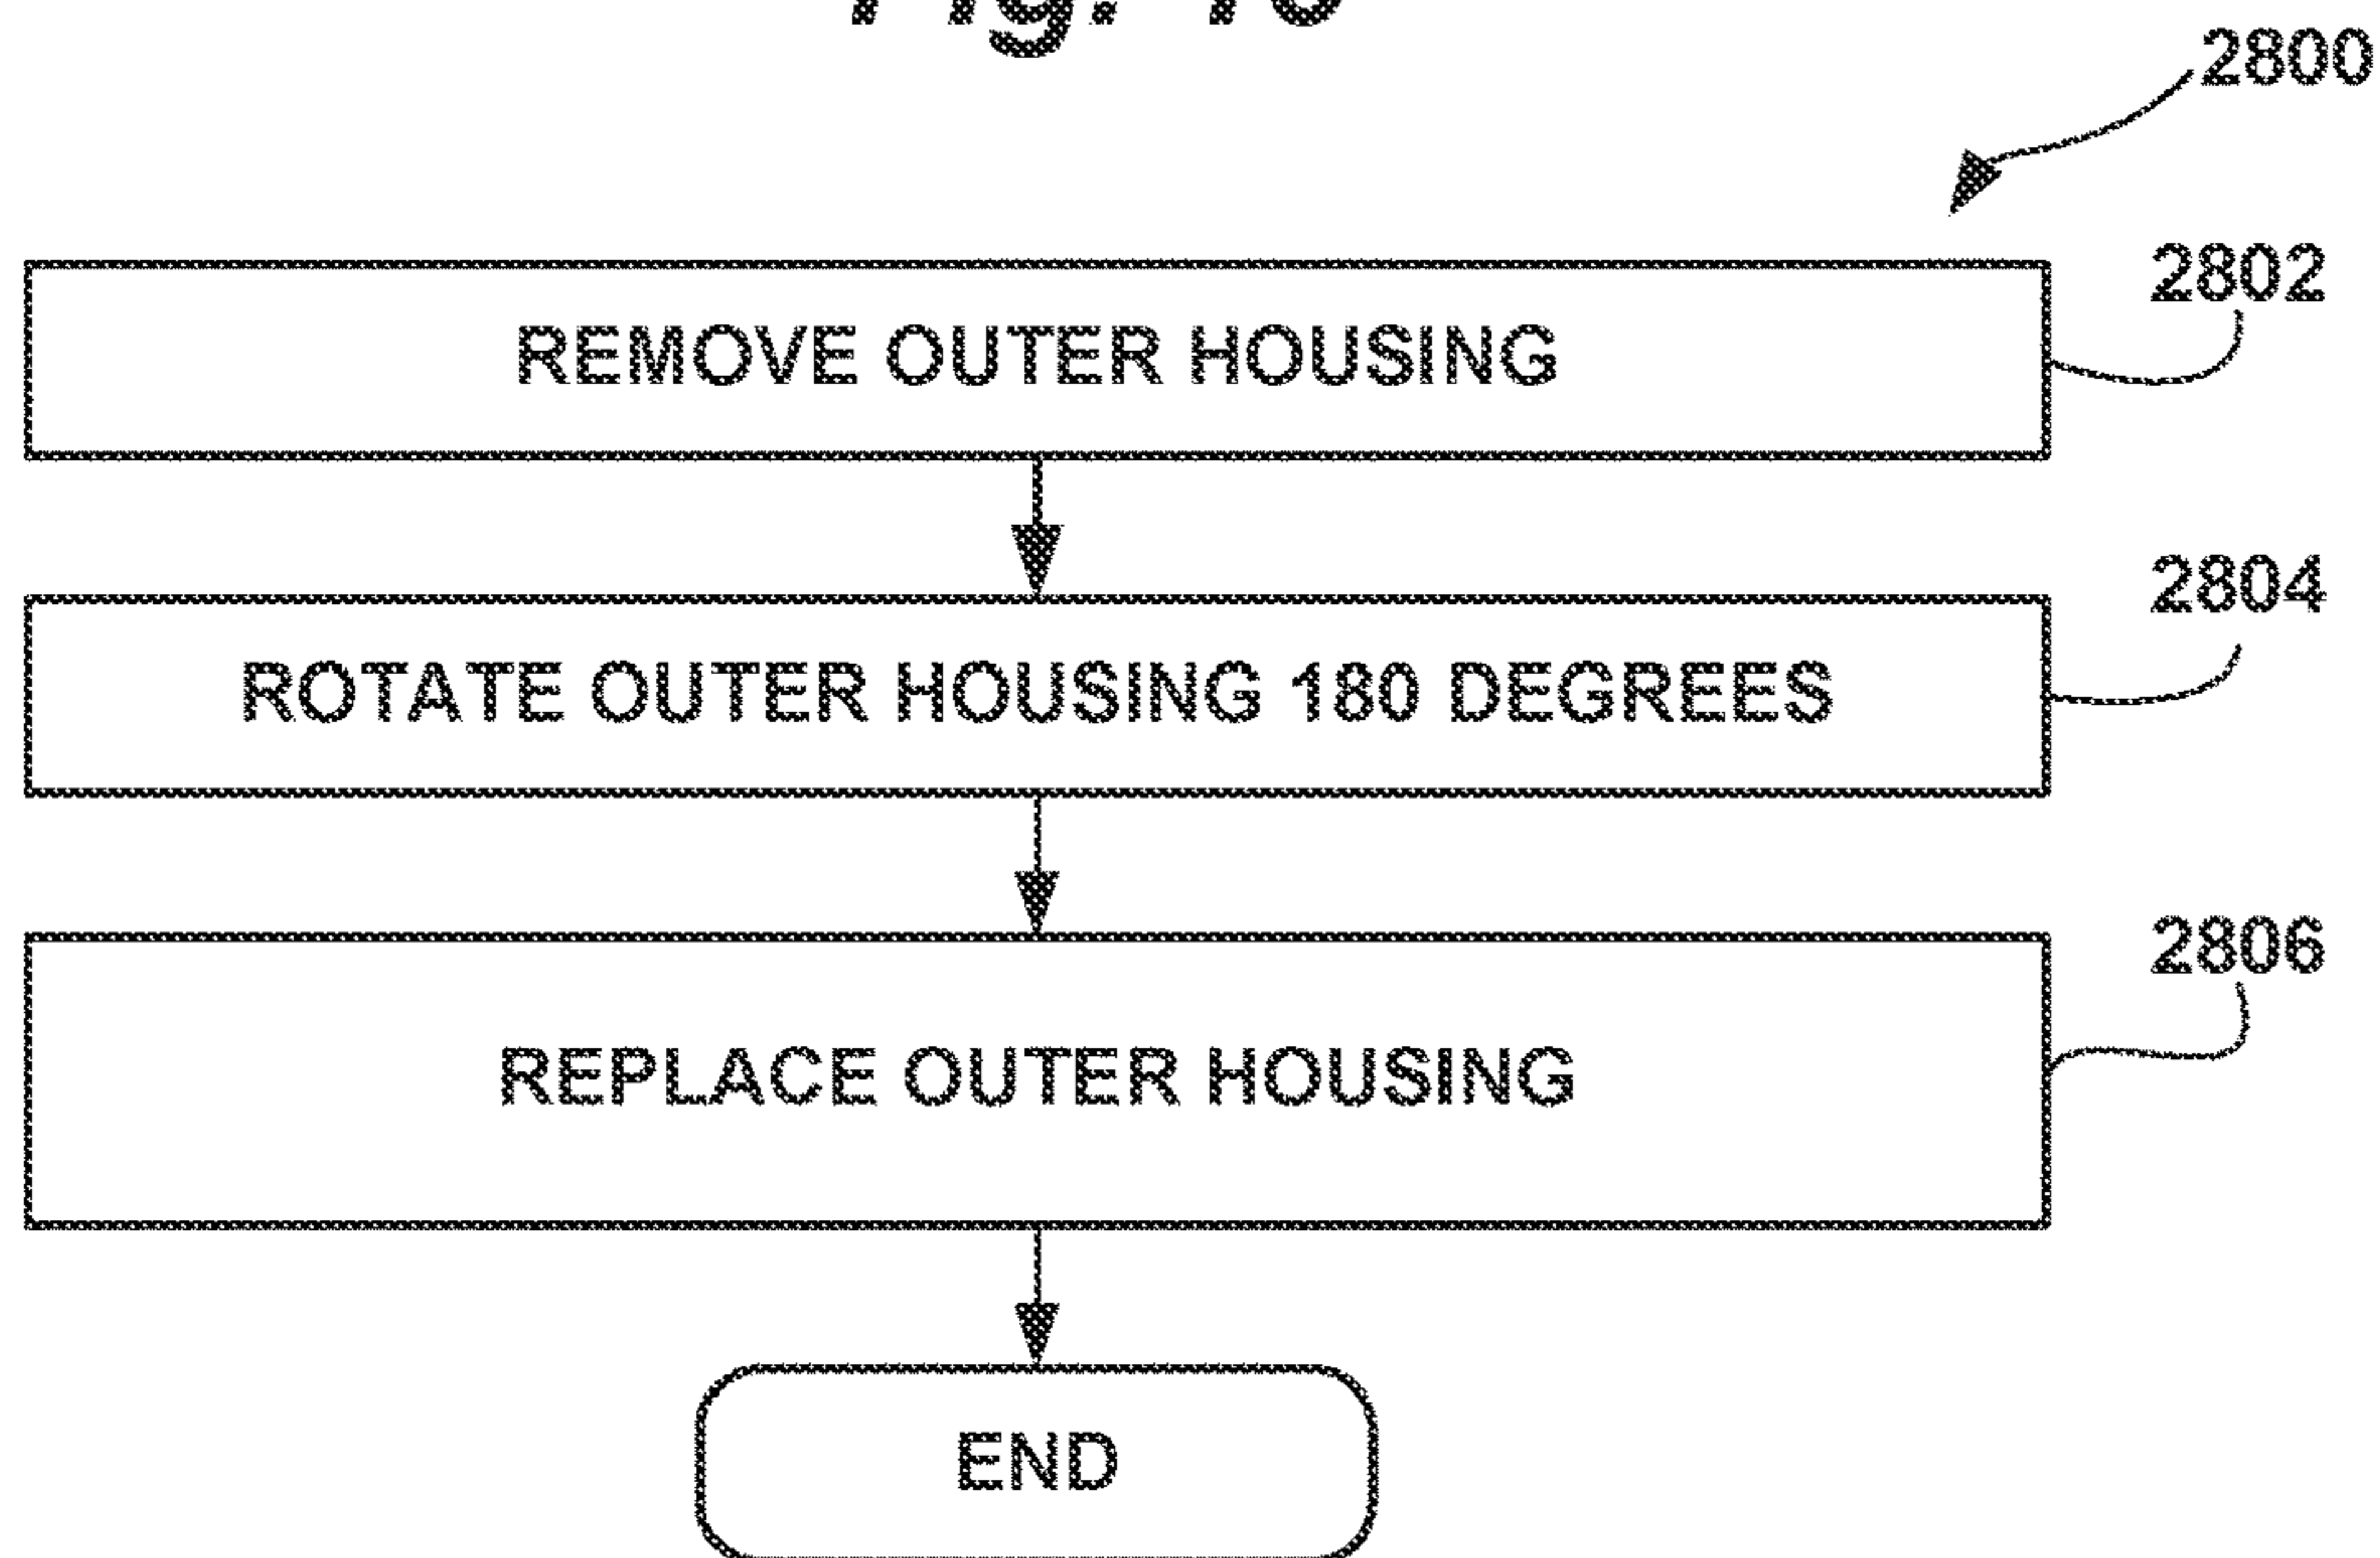 2800
2802
REMOVE OUTER HOUSING
2804
ROTATE OUTER HOUSING 180 DEGREES
2806
REPLACE OUTER HOUSING
END